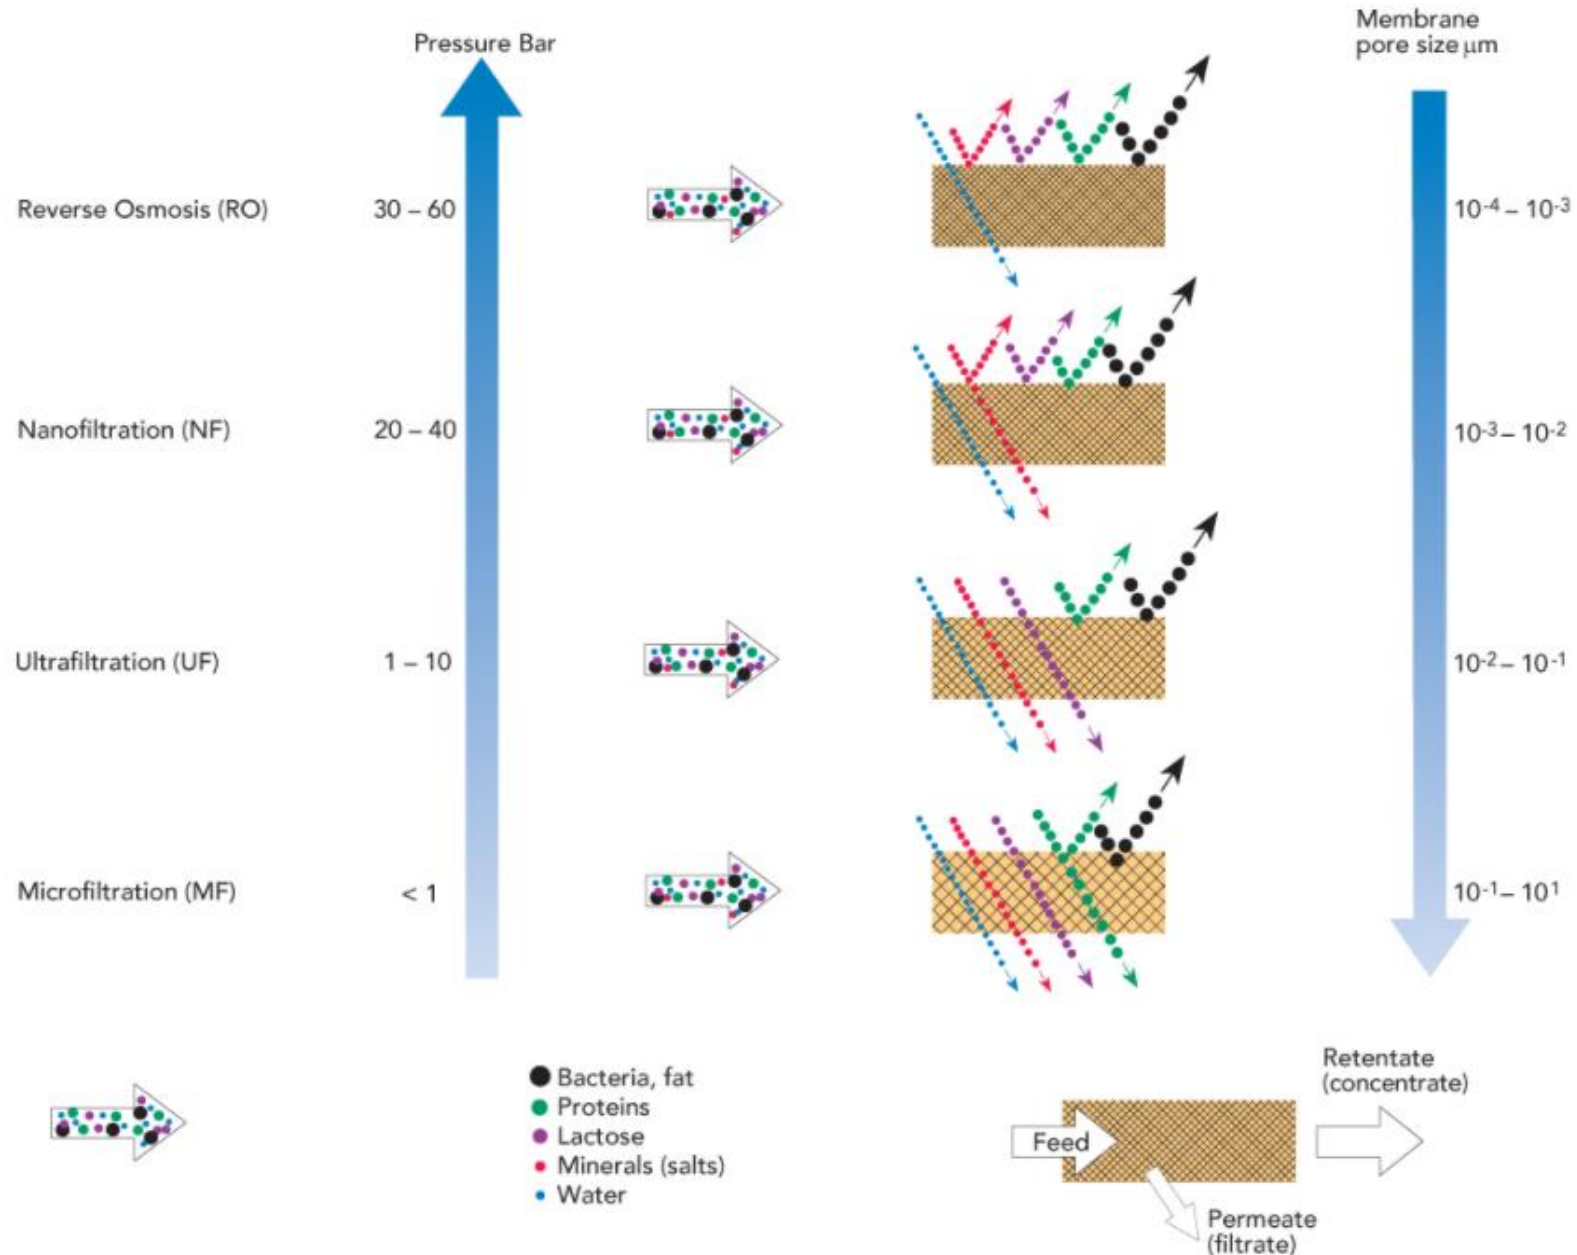 Pressure Bar
Membrane
pore size µm
Reverse Osmosis (RO)
30 – 60
10⁻⁴ – 10⁻³
Nanofiltration (NF)
20 – 40
10⁻³ – 10⁻²
Ultrafiltration (UF)
1 – 10
10⁻² – 10⁻¹
Microfiltration (MF)
< 1
10⁻¹ – 10¹
Bacteria, fat
Proteins
Lactose
Minerals (salts)
Water
Retentate
(concentrate)
Feed
Permeate
(filtrate)